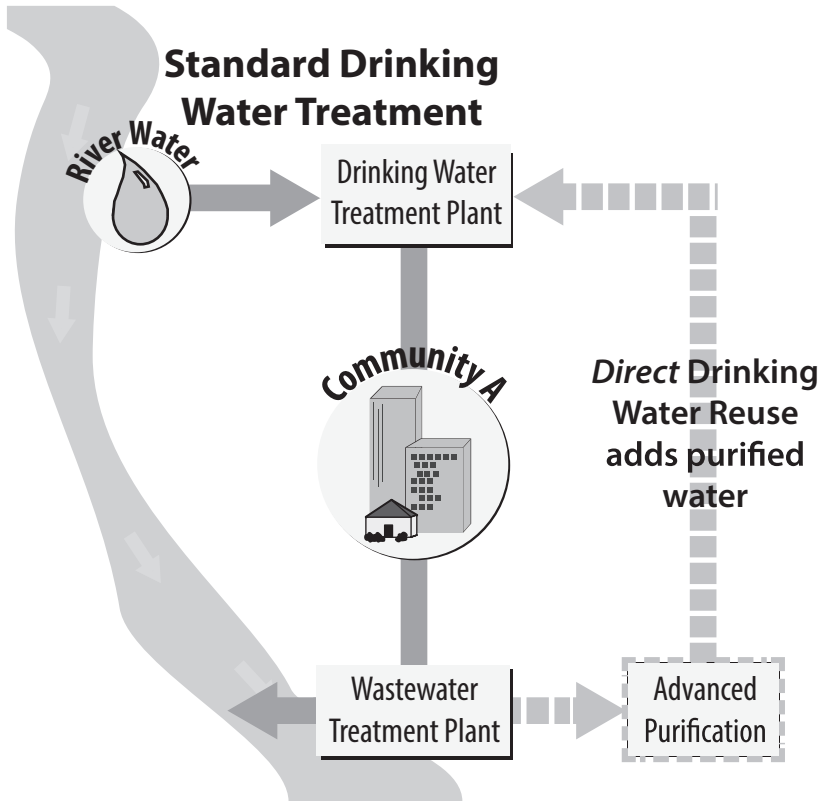 Standard Drinking
Water Treatment
River Water
Drinking Water
Treatment Plant
Community A
Direct Drinking
Water Reuse
adds purified
water
Wastewater
Treatment Plant
Advanced
Purification